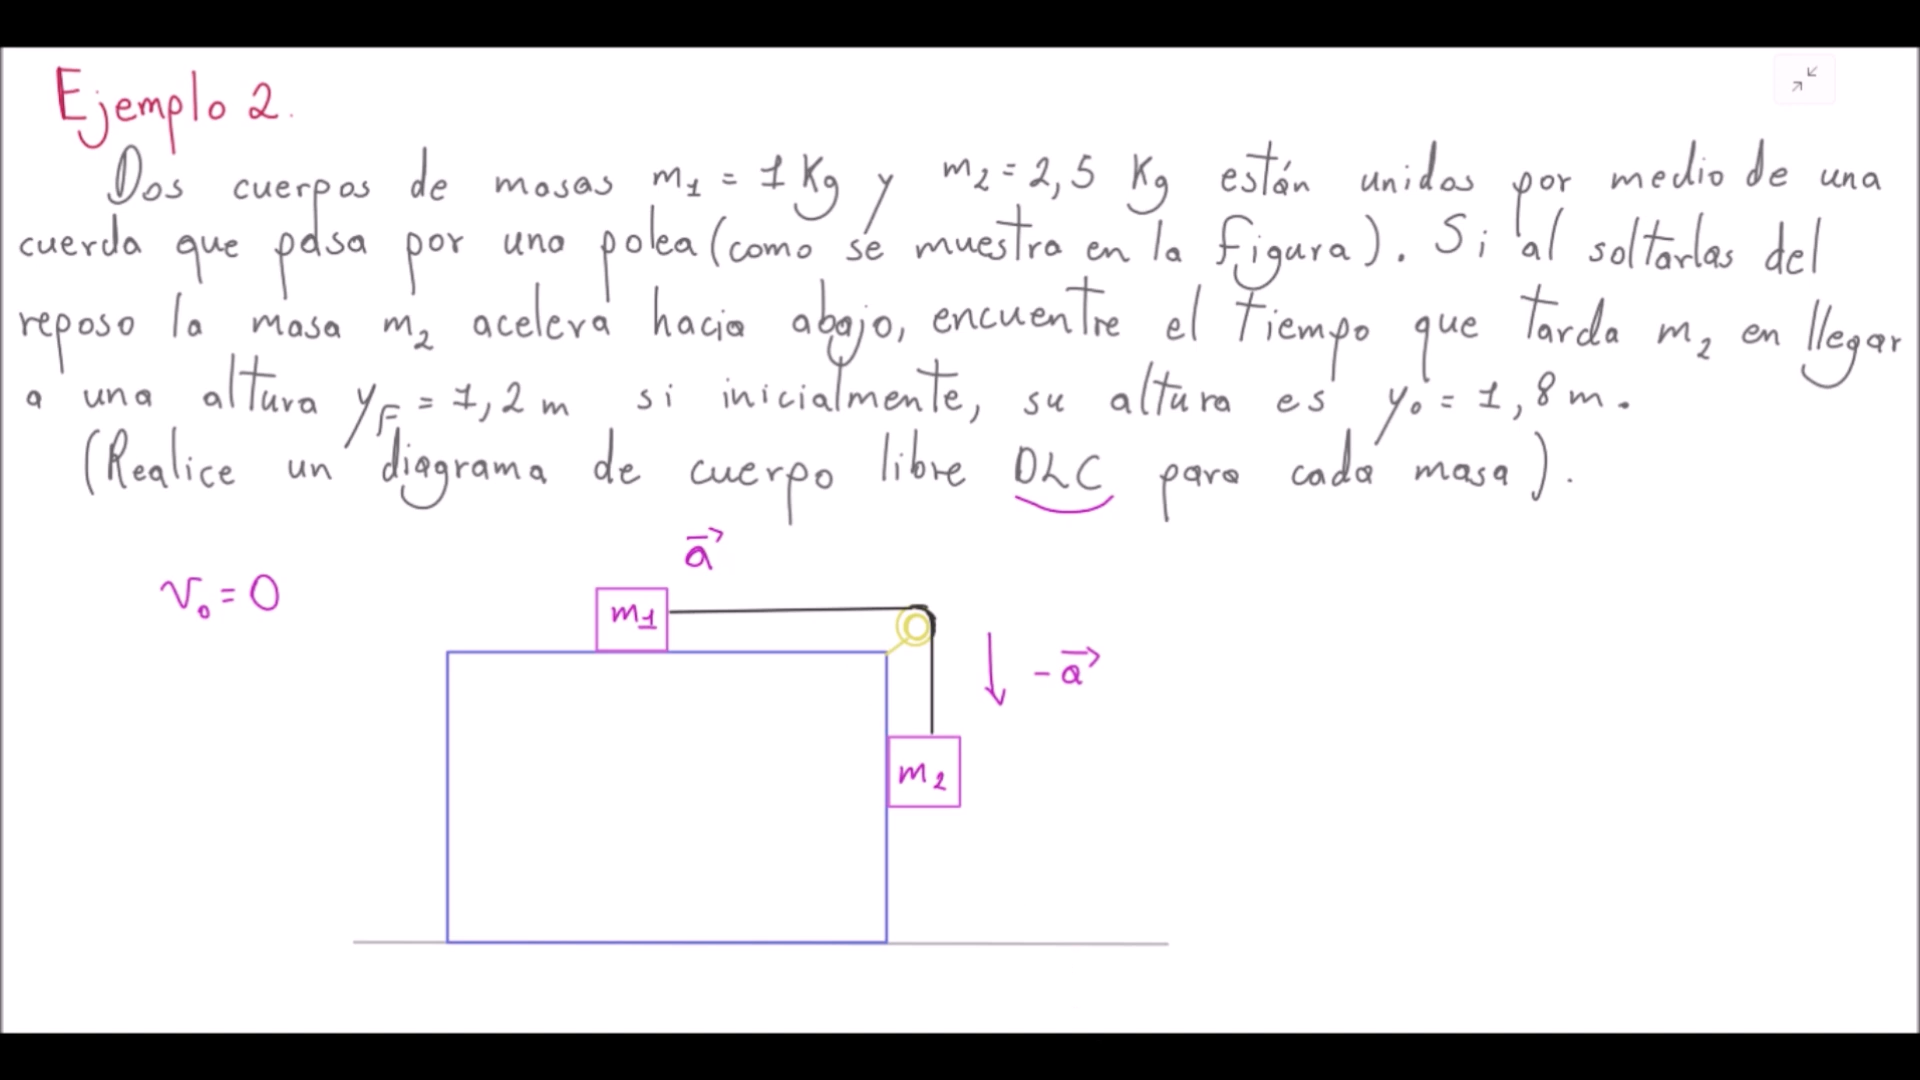 Ejemplo 2.
Dos cuerpos de masas m₁ = 1 Kg y m₂ = 2,5 Kg están unidos por medio de una
cuerda que pasa por una polea (como se muestra en la figura). Si al soltarlas del
reposo la masa m₂ acelera hacia abajo, encuentre el tiempo que tarda m₂ en llegar
a una altura y_F = 1,2 m si inicialmente, su altura es y₀ = 1,8 m.
(Realice un diagrama de cuerpo libre DLC para cada masa).
a⃗
v₀ = 0
m₁
- a⃗
m₂